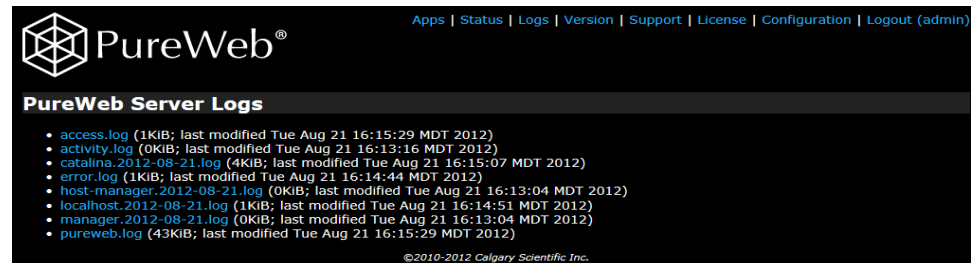 Apps | Status | Logs | Version | Support | License | Configuration | Logout (admin)
PureWeb®
PureWeb Server Logs
• access.log (1KiB; last modified Tue Aug 21 16:15:29 MDT 2012)
• activity.log (0KiB; last modified Tue Aug 21 16:13:16 MDT 2012)
• catalina.2012-08-21.log (4KiB; last modified Tue Aug 21 16:15:07 MDT 2012)
• error.log (1KiB; last modified Tue Aug 21 16:14:44 MDT 2012)
• host-manager.2012-08-21.log (0KiB; last modified Tue Aug 21 16:13:04 MDT 2012)
• localhost.2012-08-21.log (1KiB; last modified Tue Aug 21 16:14:51 MDT 2012)
• manager.2012-08-21.log (0KiB; last modified Tue Aug 21 16:13:04 MDT 2012)
• pureweb.log (43KiB; last modified Tue Aug 21 16:15:29 MDT 2012)
©2010-2012 Calgary Scientific Inc.